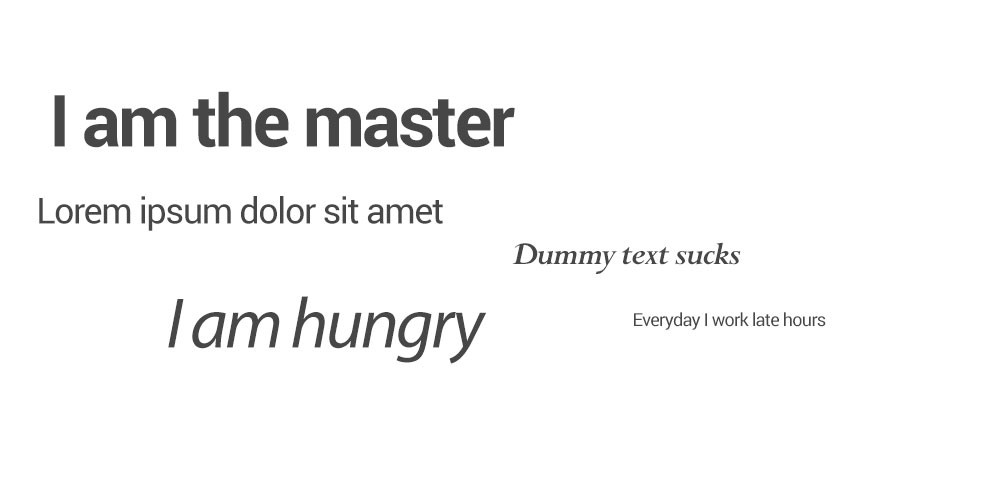 I am the master
Lorem ipsum dolor sit amet
Dummy text sucks
I am hungry
Everyday I work late hours